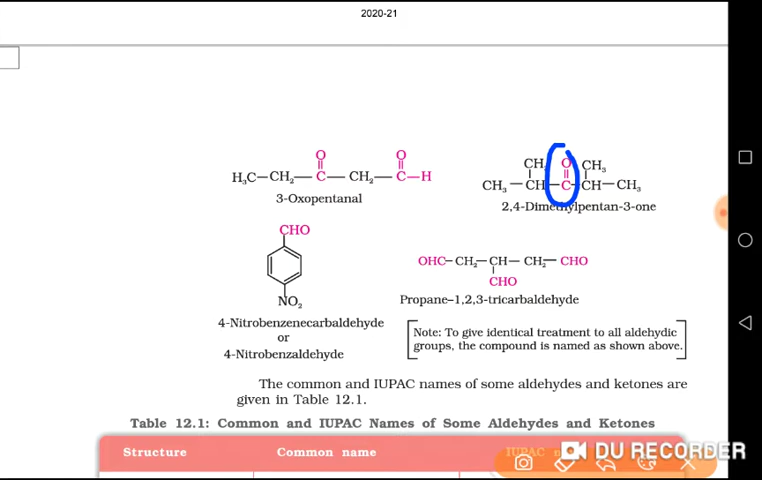 2020-21
O O
H₃C—CH₂—C—CH₂—C—H
3-Oxopentanal
CH O CH₃
CH₃—CH—C—CH—CH₃
2,4-Dimethylpentan-3-one
CHO
NO₂
4-Nitrobenzenecarbaldehyde
or
4-Nitrobenzaldehyde
OHC—CH₂—CH—CH₂—CHO
CHO
Propane–1,2,3-tricarbaldehyde
Note: To give identical treatment to all aldehydic
groups, the compound is named as shown above.
The common and IUPAC names of some aldehydes and ketones are
given in Table 12.1.
Table 12.1: Common and IUPAC Names of Some Aldehydes and Ketones
Structure Common name IUPAC
DU RECORDER